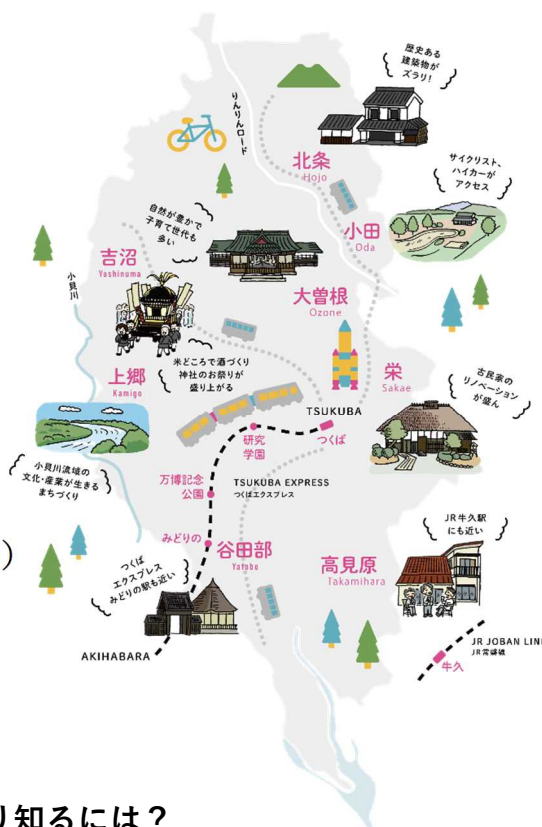 歴史ある
建築物が
ズラリ！
りんりんロード
北条
Hojo
サイクリスト、
ハイカーが
アクセス
小田
Oda
自然が豊かで
子育て世代も
多い
吉沼
Yoshinuma
大曽根
Ozone
小貝川
米どころで酒づくり
神社のお祭りが
盛り上がる
上郷
Kamigo
栄
Sakae
古民家の
リノベーション
が盛ん
TSUKUBA
つくば
研究
学園
小貝川流域の
文化・産業が生きる
まちづくり
万博記念
公園
TSUKUBA EXPRESS
つくばエクスプレス
みどりの
谷田部
Yatabe
つくば
エクスプレス
みどりの駅も近い
高見原
Takamihara
JR牛久駅
にも近い
AKIHABARA
JR JOBAN LINE
JR常磐線
牛久
)
り知るには？